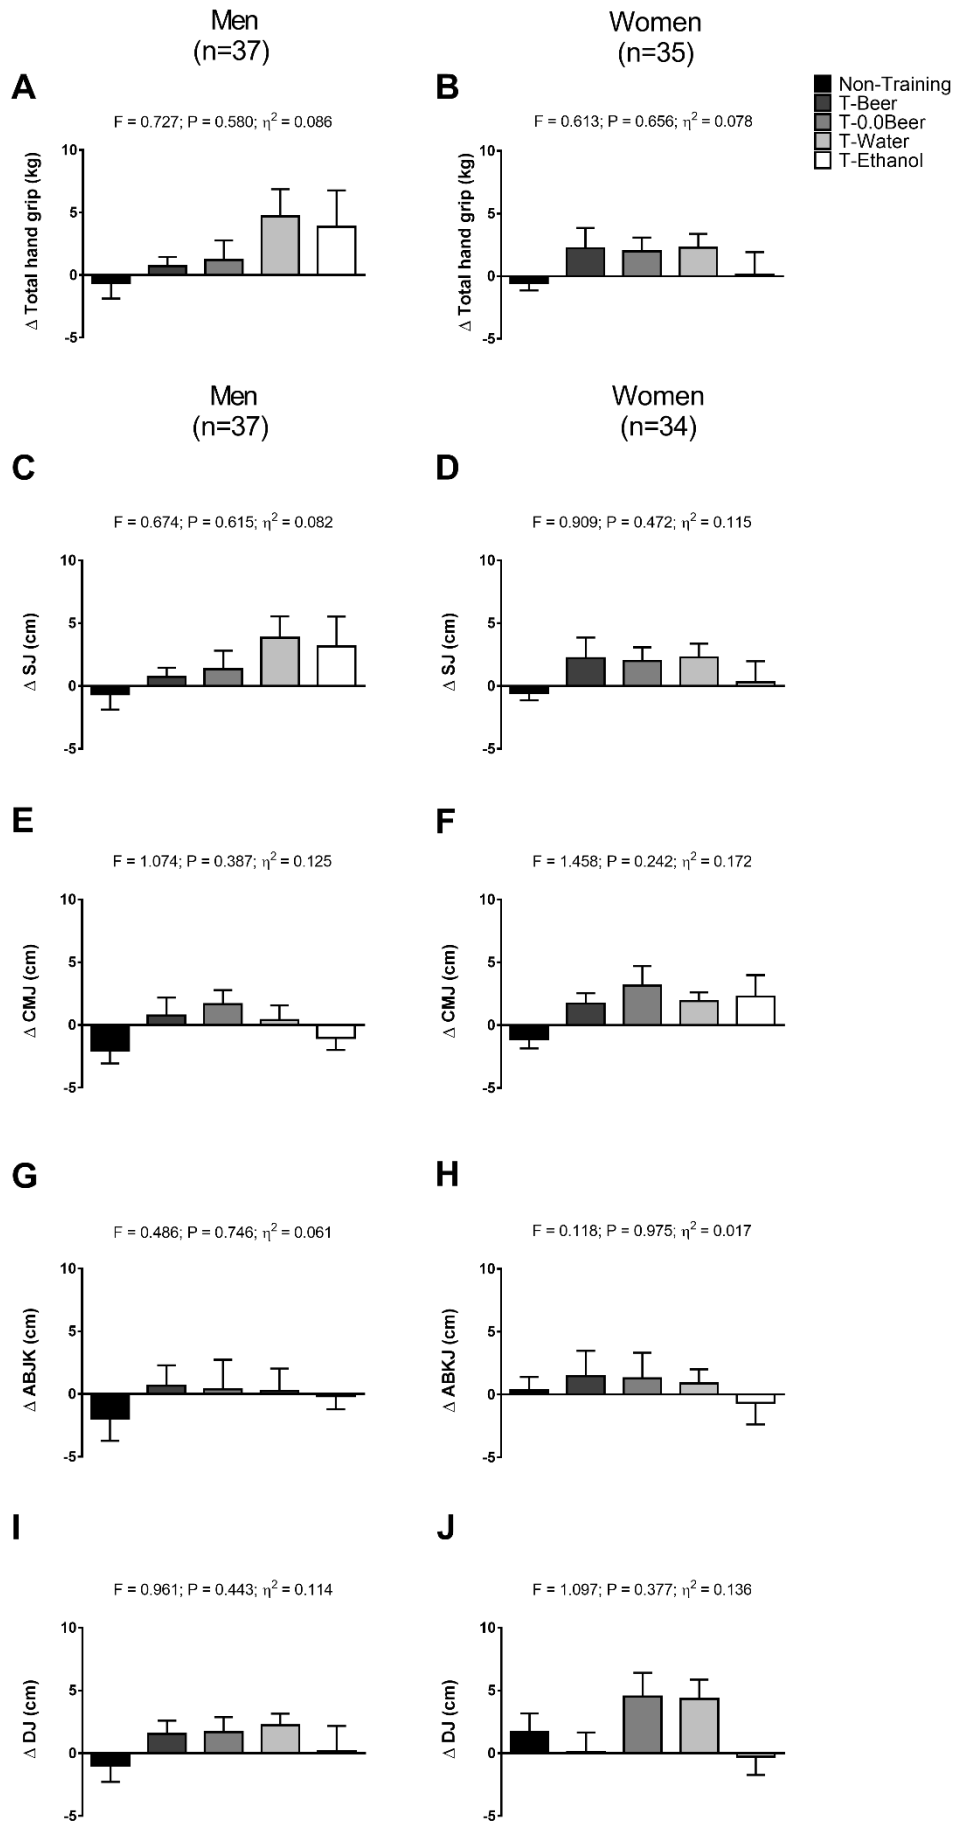 Men
(n=37)
Women
(n=35)
Non-Training
T-Beer
T-0.0Beer
T-Water
T-Ethanol
A
F = 0.727; P = 0.580; η² = 0.086
Δ Total hand grip (kg)
10
5
0
-5
B
F = 0.613; P = 0.656; η² = 0.078
Δ Total hand grip (kg)
10
5
0
-5
Men
(n=37)
Women
(n=34)
C
F = 0.674; P = 0.615; η² = 0.082
Δ SJ (cm)
10
5
0
-5
D
F = 0.909; P = 0.472; η² = 0.115
Δ SJ (cm)
10
5
0
-5
E
F = 1.074; P = 0.387; η² = 0.125
Δ CMJ (cm)
10
5
0
-5
F
F = 1.458; P = 0.242; η² = 0.172
Δ CMJ (cm)
10
5
0
-5
G
F = 0.486; P = 0.746; η² = 0.061
Δ ABJK (cm)
10
5
0
-5
H
F = 0.118; P = 0.975; η² = 0.017
Δ ABKJ (cm)
10
5
0
-5
I
F = 0.961; P = 0.443; η² = 0.114
Δ DJ (cm)
10
5
0
-5
J
F = 1.097; P = 0.377; η² = 0.136
Δ DJ (cm)
10
5
0
-5